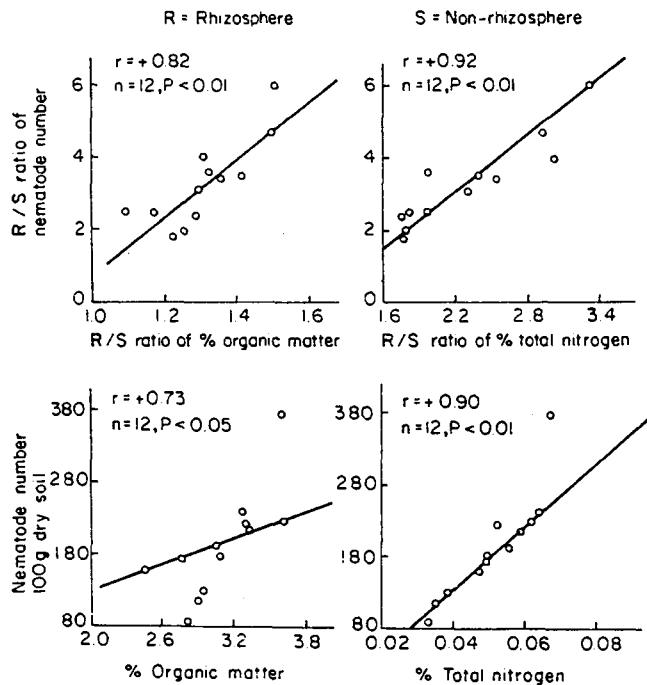 R = Rhizosphere
S = Non-rhizosphere
r=+0.82
n=12,P<0.01
R/S ratio of
nematode number
6
4
2
0
1.0 1.2 1.4 1.6
R/S ratio of % organic matter
r=+0.92
n=12,P<0.01
6
4
2
0
1.6 2.2 2.8 3.4
R/S ratio of % total nitrogen
r=+0.73
n=12,P<0.05
Nematode number
100g dry soil
380
280
180
80
2.0 2.6 3.2 3.8
% Organic matter
r=+0.90
n=12,P<0.01
380
280
180
80
0.02 0.04 0.06 0.08
% Total nitrogen